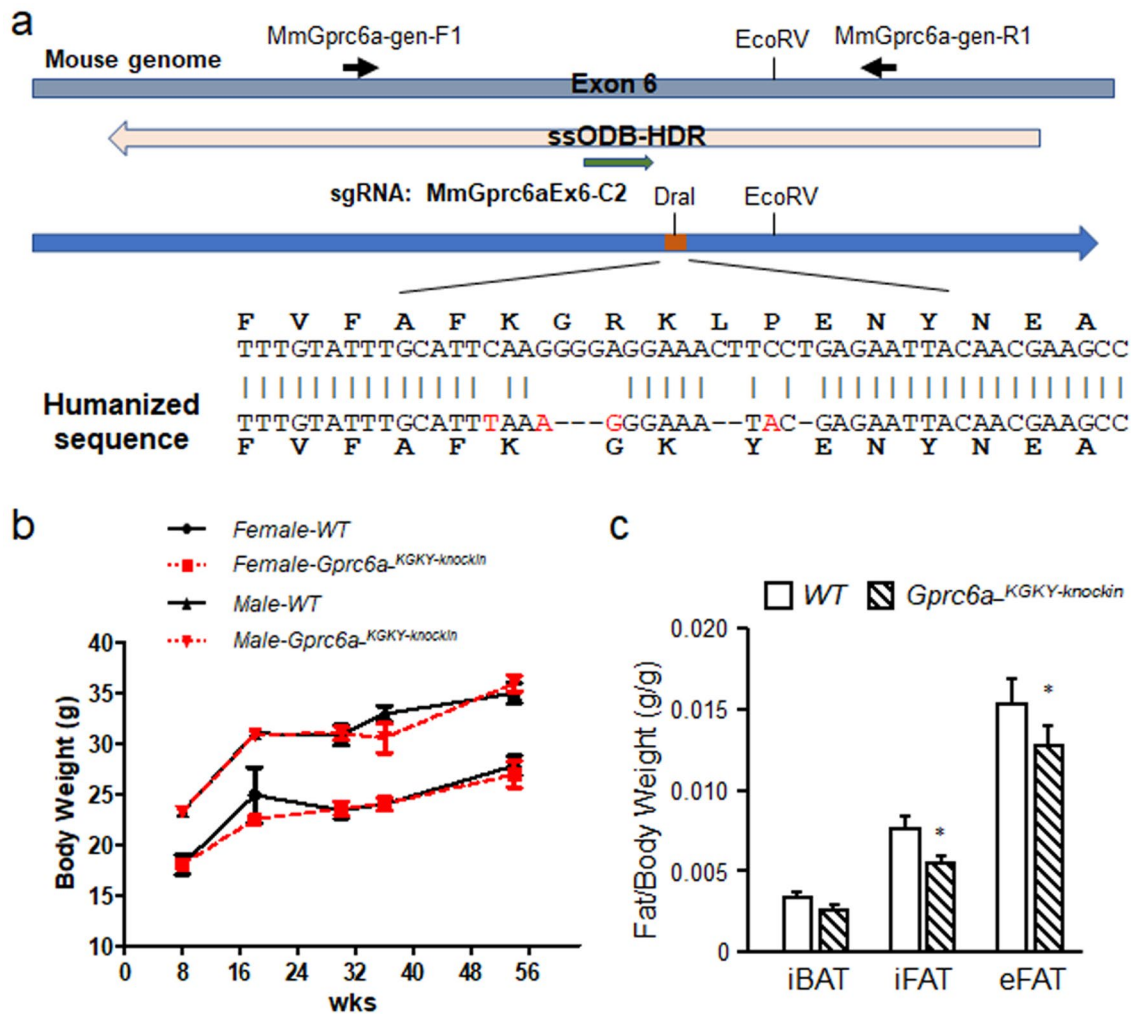 a
MmGprc6a-gen-F1
EcoRV
MmGprc6a-gen-R1
Mouse genome
Exon 6
ssODB-HDR
sgRNA: MmGprc6aEx6-C2
DraI
EcoRV
F V F A F K G R K L P E N Y N E A
TTTGTATTTGCATTCAAGGGGAGGAAACTTCCTGAGAATTACAACGAAGCC
Humanized
sequence
TTTGTATTTGCATTTAAA---GGGAAA--TAC-GAGAATTACAACGAAGCC
F V F A F K G K Y E N Y N E A
b
Female-WT
Female-Gprc6a-KGKY-knockin
Male-WT
Male-Gprc6a-KGKY-knockin
Body Weight (g)
40
35
30
25
20
15
10
0 8 16 24 32 40 48 56
wks
c
WT
Gprc6a-KGKY-knockin
Fat/Body Weight (g/g)
0.020
0.015
0.010
0.005
0
*
*
iBAT iFAT eFAT